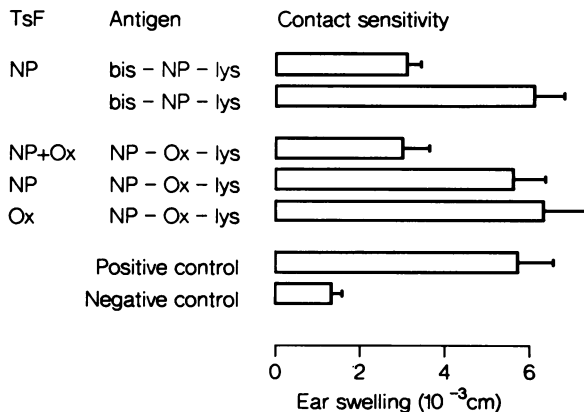 TsF Antigen Contact sensitivity
NP bis – NP – lys
bis – NP – lys
NP+Ox NP – Ox – lys
NP NP – Ox – lys
Ox NP – Ox – lys
Positive control
Negative control
0 2 4 6
Ear swelling (10 ⁻³cm)